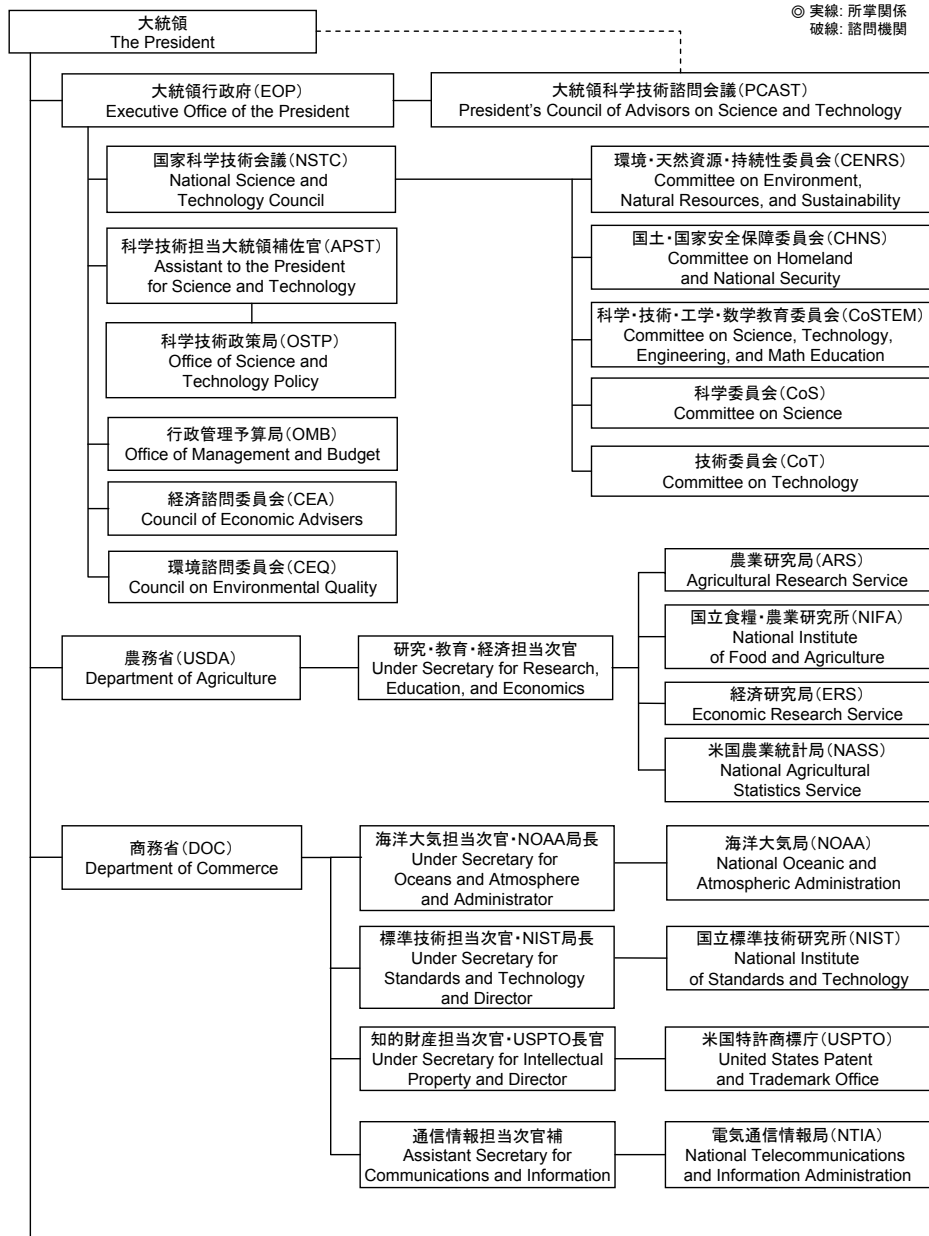 ◎ 実線: 所掌関係
破線: 諮問機関
大統領
The President
大統領行政府(EOP)
Executive Office of the President
大統領科学技術諮問会議(PCAST)
President's Council of Advisors on Science and Technology
国家科学技術会議(NSTC)
National Science and
Technology Council
科学技術担当大統領補佐官(APST)
Assistant to the President
for Science and Technology
科学技術政策局(OSTP)
Office of Science and
Technology Policy
行政管理予算局(OMB)
Office of Management and Budget
経済諮問委員会(CEA)
Council of Economic Advisers
環境諮問委員会(CEQ)
Council on Environmental Quality
環境・天然資源・持続性委員会(CENRS)
Committee on Environment,
Natural Resources, and Sustainability
国土・国家安全保障委員会(CHNS)
Committee on Homeland
and National Security
科学・技術・工学・数学教育委員会(CoSTEM)
Committee on Science, Technology,
Engineering, and Math Education
科学委員会(CoS)
Committee on Science
技術委員会(CoT)
Committee on Technology
農務省(USDA)
Department of Agriculture
研究・教育・経済担当次官
Under Secretary for Research,
Education, and Economics
農業研究局(ARS)
Agricultural Research Service
国立食糧・農業研究所(NIFA)
National Institute
of Food and Agriculture
経済研究局(ERS)
Economic Research Service
米国農業統計局(NASS)
National Agricultural
Statistics Service
商務省(DOC)
Department of Commerce
海洋大気担当次官・NOAA局長
Under Secretary for
Oceans and Atmosphere
and Administrator
海洋大気局(NOAA)
National Oceanic and
Atmospheric Administration
標準技術担当次官・NIST局長
Under Secretary for
Standards and Technology
and Director
国立標準技術研究所(NIST)
National Institute
of Standards and Technology
知的財産担当次官・USPTO長官
Under Secretary for Intellectual
Property and Director
米国特許商標庁(USPTO)
United States Patent
and Trademark Office
通信情報担当次官補
Assistant Secretary for
Communications and Information
電気通信情報局(NTIA)
National Telecommunications
and Information Administration